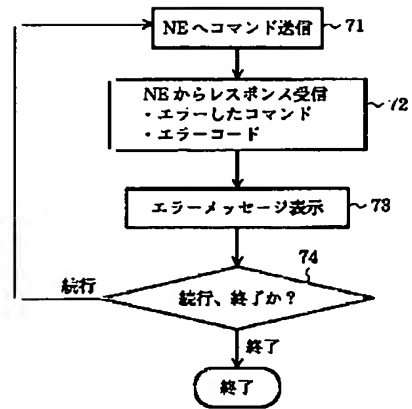 NEへコマンド送信 71
NEからレスポンス受信
・エラーしたコマンド
・エラーコード
72
エラーメッセージ表示 73
74
続行
続行、終了か?
終了
終了